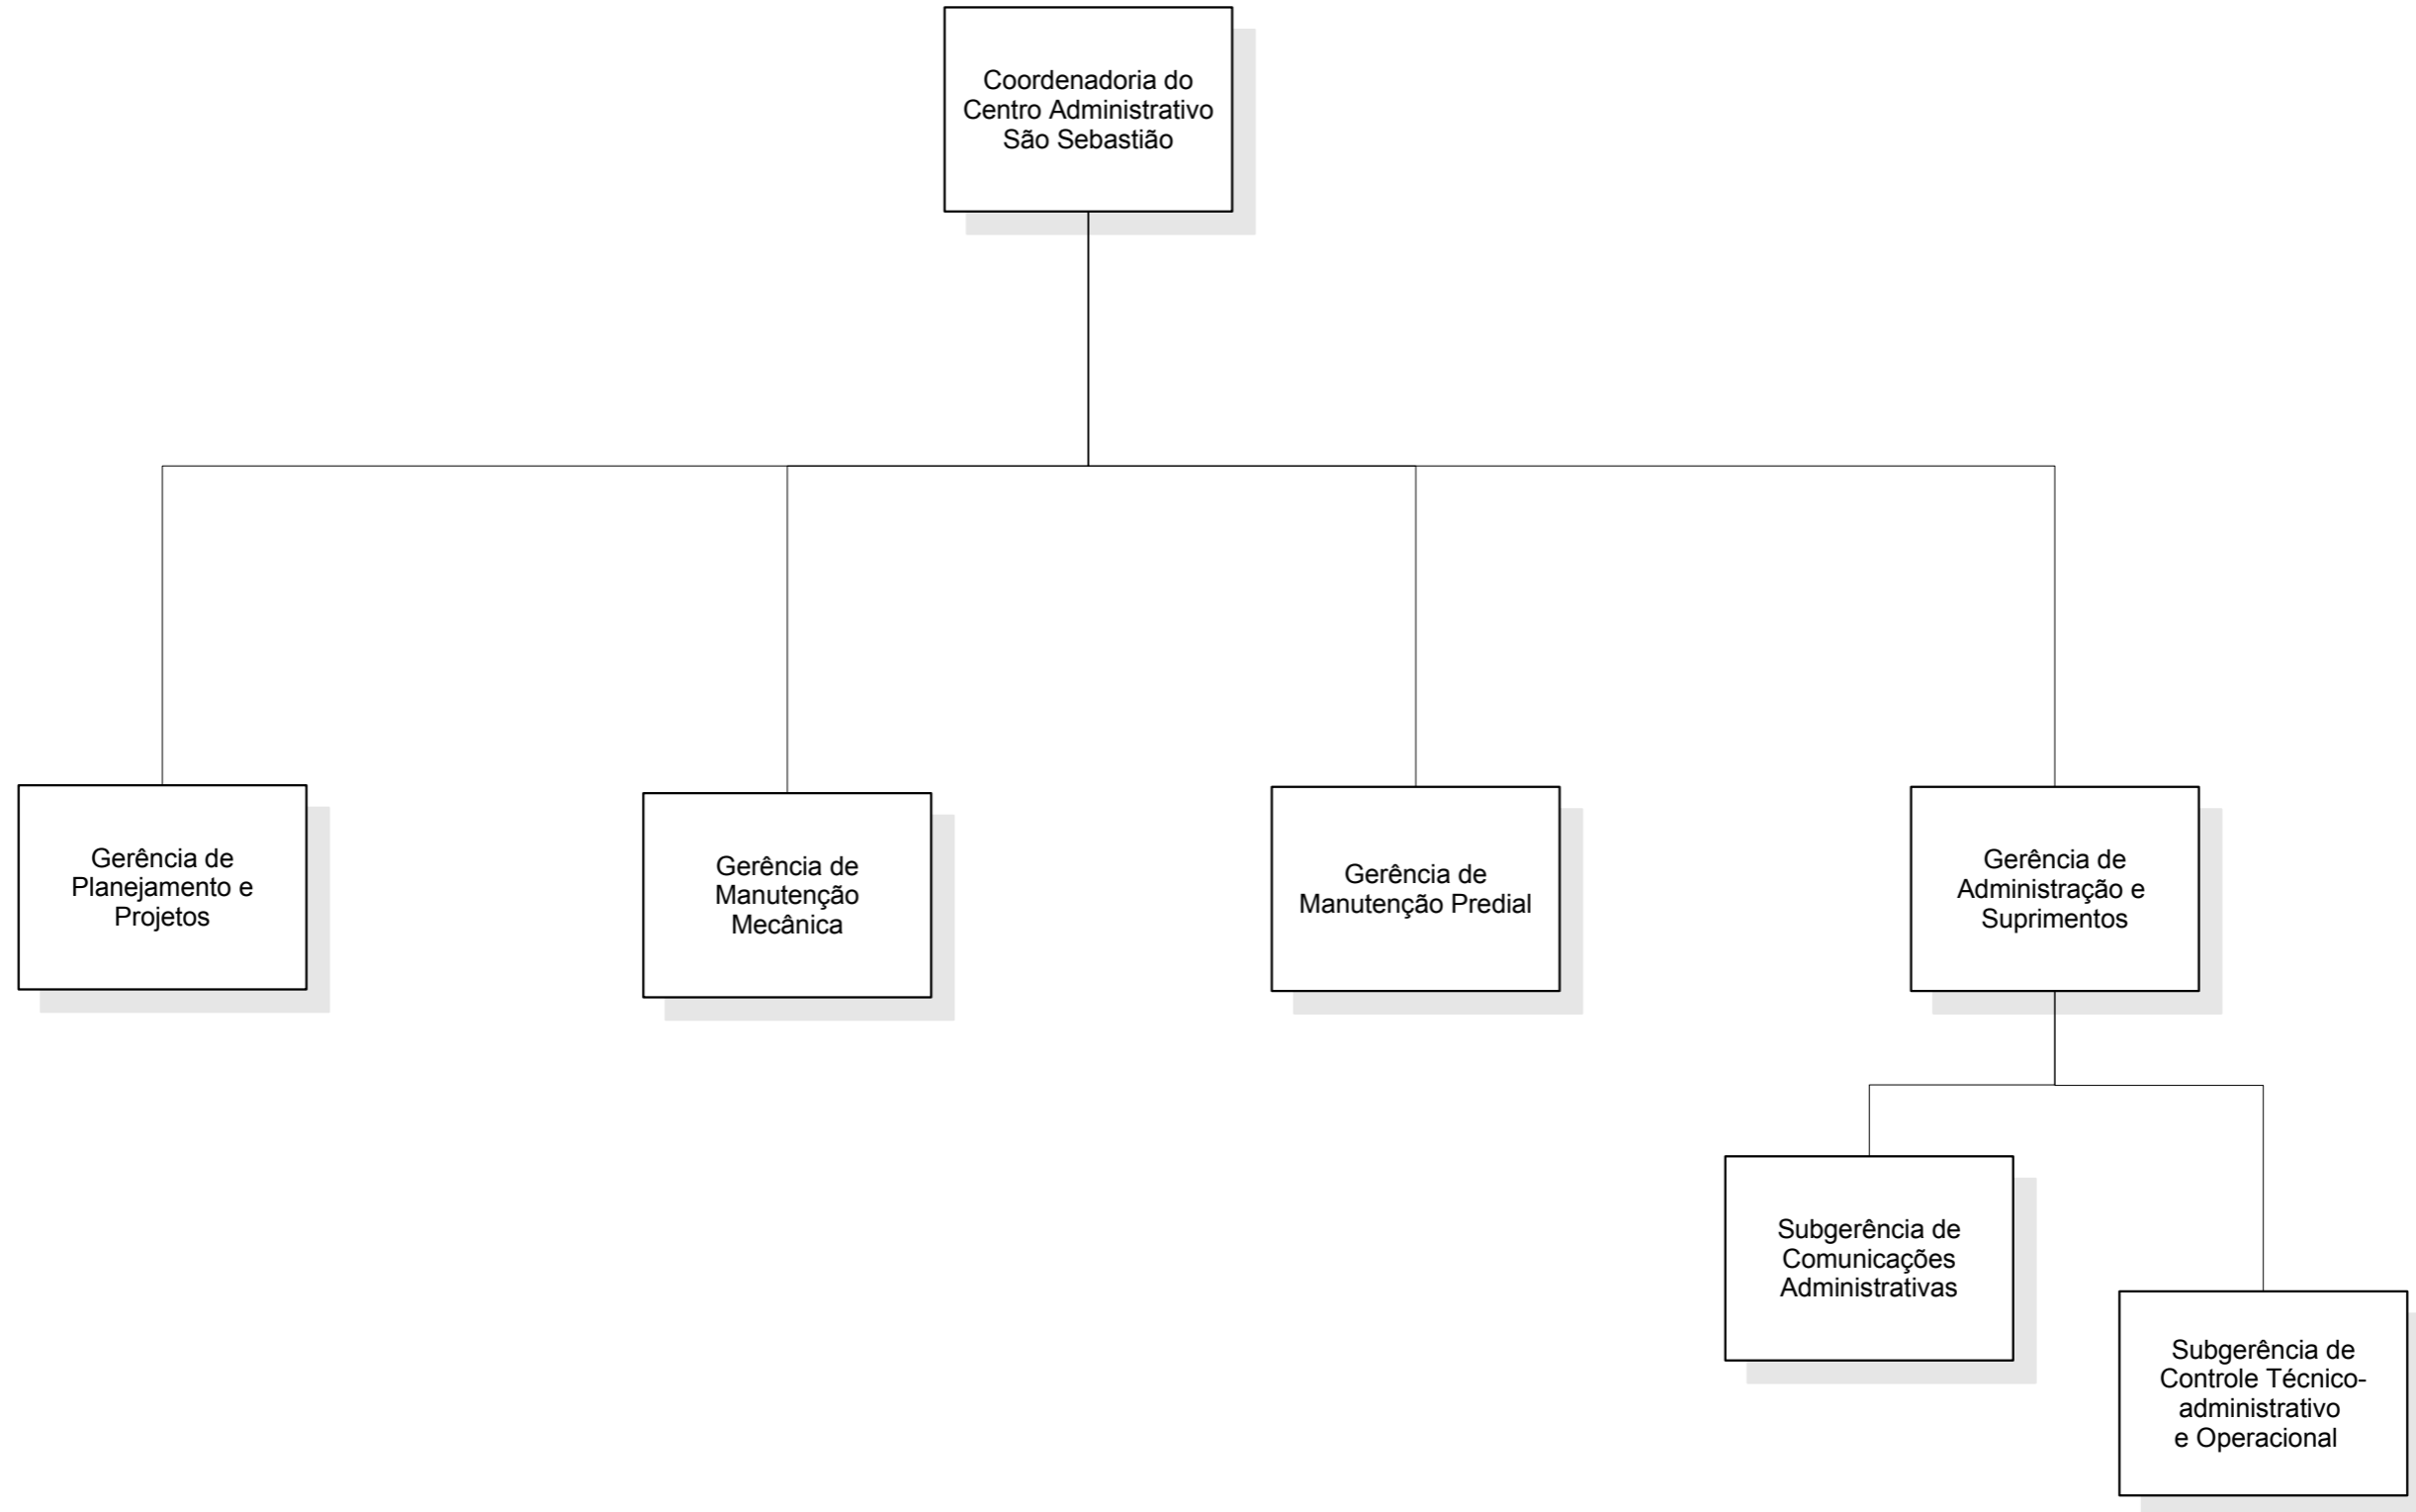 Coordenadoria do
Centro Administrativo
São Sebastião
Gerência de
Planejamento e
Projetos
Gerência de
Manutenção
Mecânica
Gerência de
Manutenção Predial
Gerência de
Administração e
Suprimentos
Subgerência de
Comunicações
Administrativas
Subgerência de
Controle Técnico-
administrativo
e Operacional